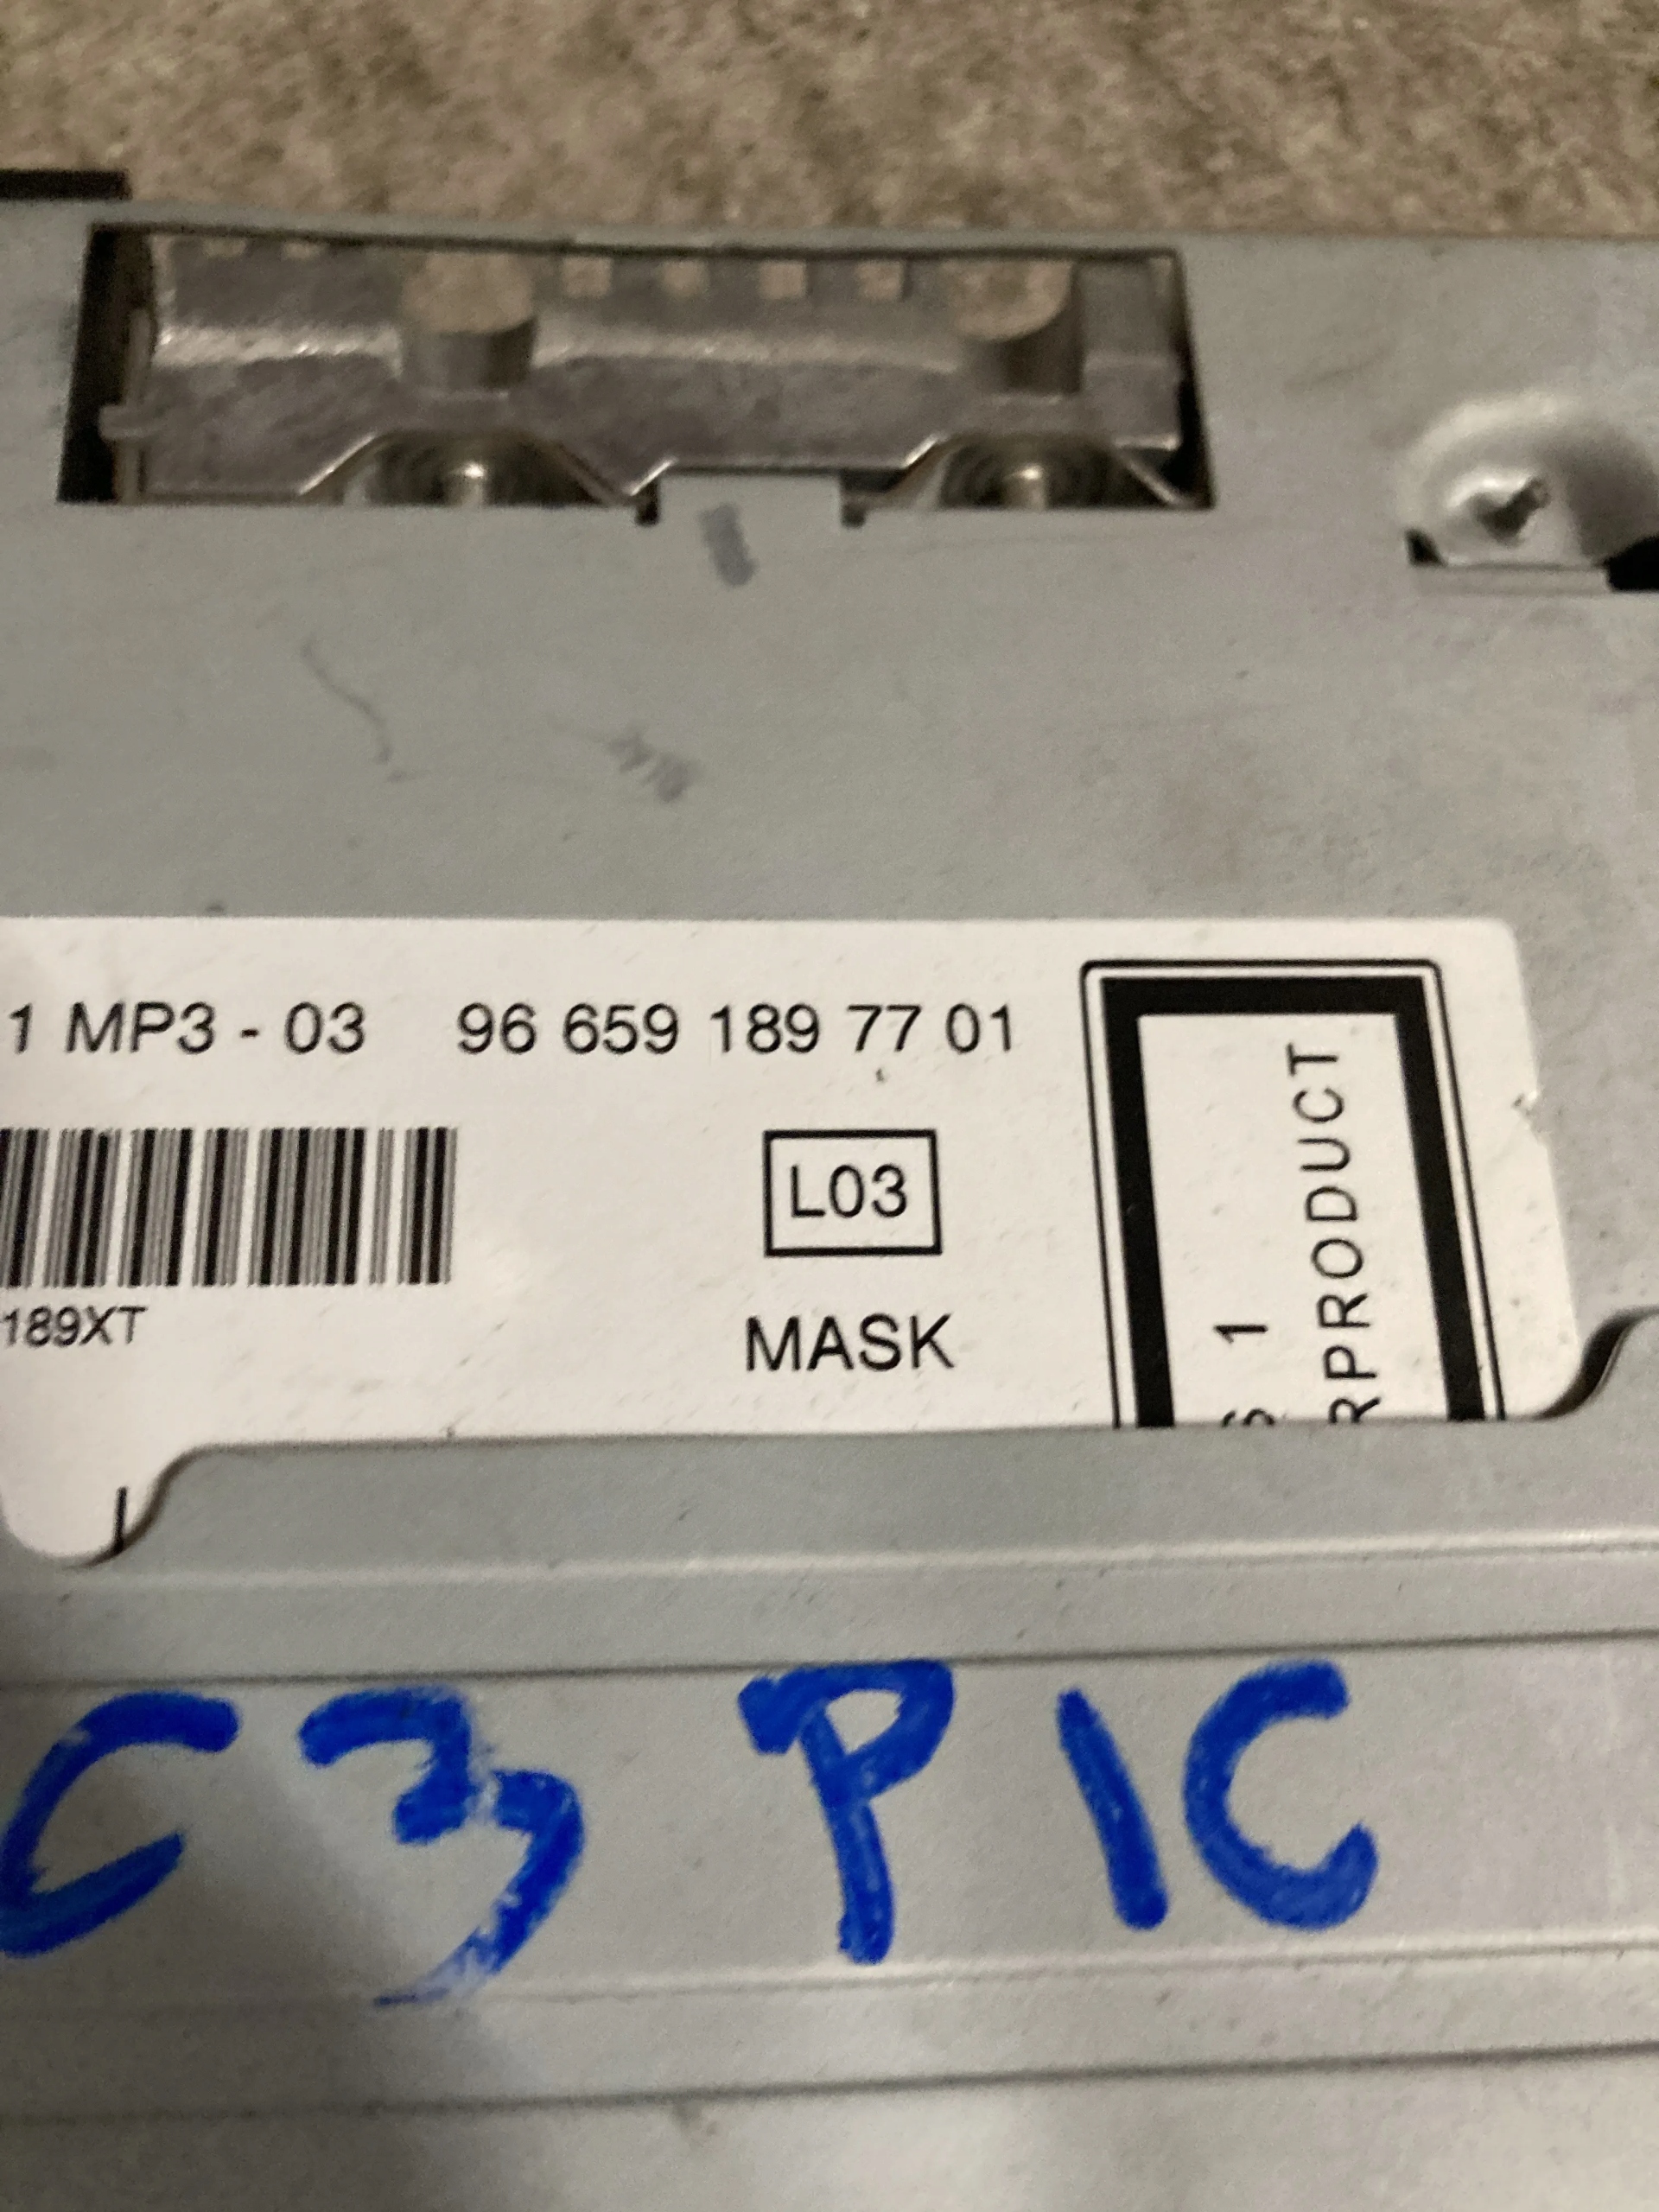 1 MP3 - 03 96 659 189 77 01
L03
189XT
MASK
S 1
RPRODUCT
C3 PIC